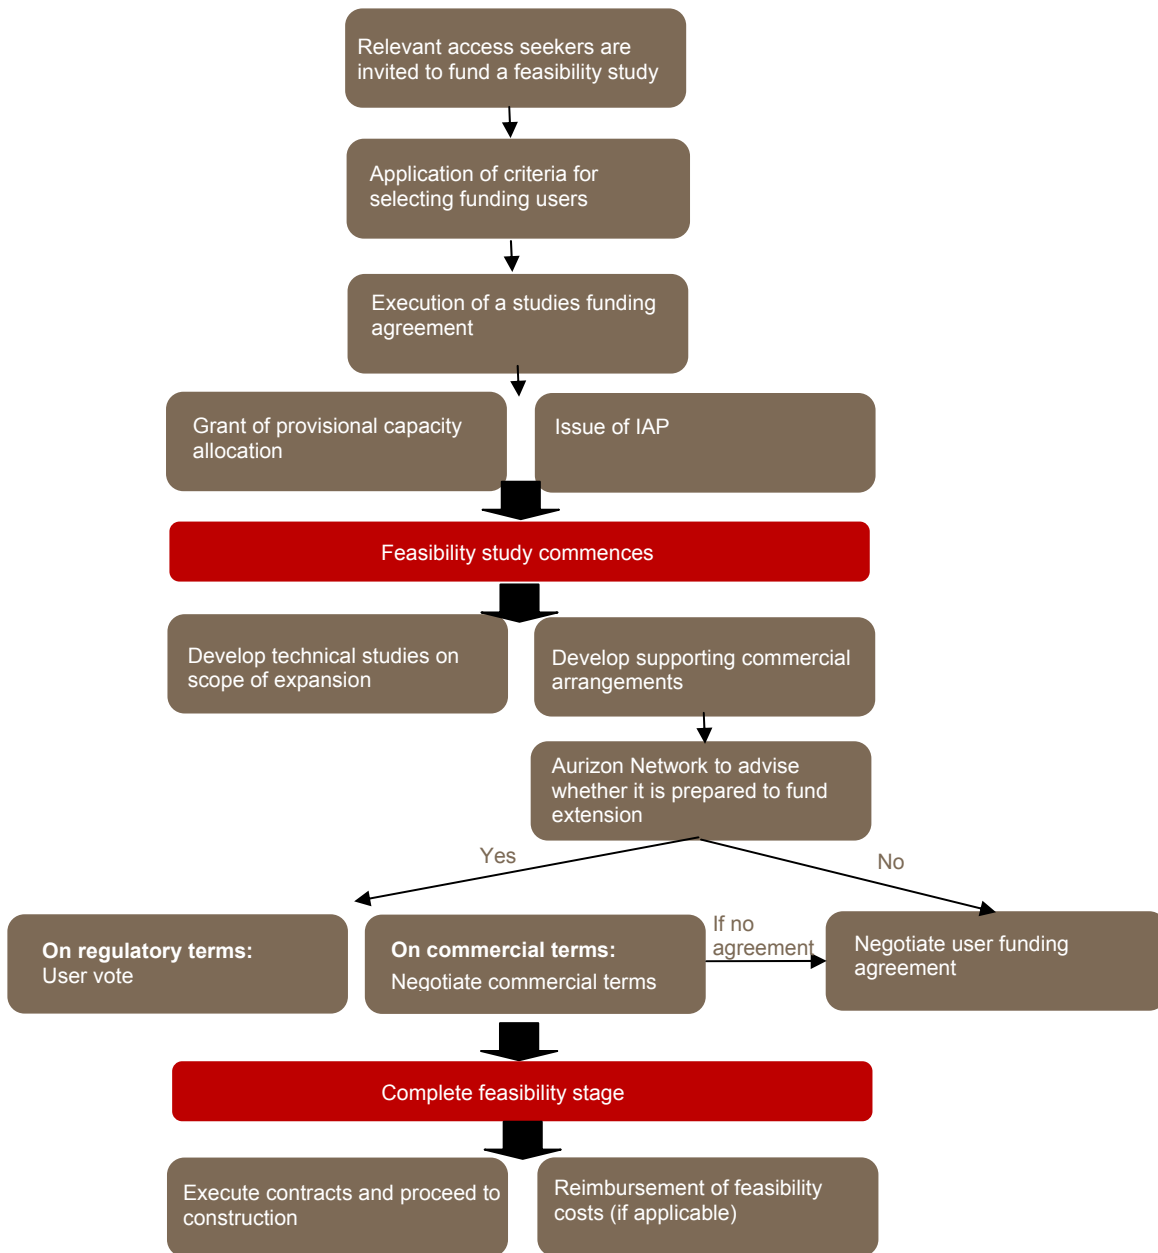 Relevant access seekers are
invited to fund a feasibility study
Application of criteria for
selecting funding users
Execution of a studies funding
agreement
Grant of provisional capacity
allocation
Issue of IAP
Feasibility study commences
Develop technical studies on
scope of expansion
Develop supporting commercial
arrangements
Aurizon Network to advise
whether it is prepared to fund
extension
Yes
No
On regulatory terms:
User vote
On commercial terms:
Negotiate commercial terms
If no
agreement
Negotiate user funding
agreement
Complete feasibility stage
Execute contracts and proceed to
construction
Reimbursement of feasibility
costs (if applicable)